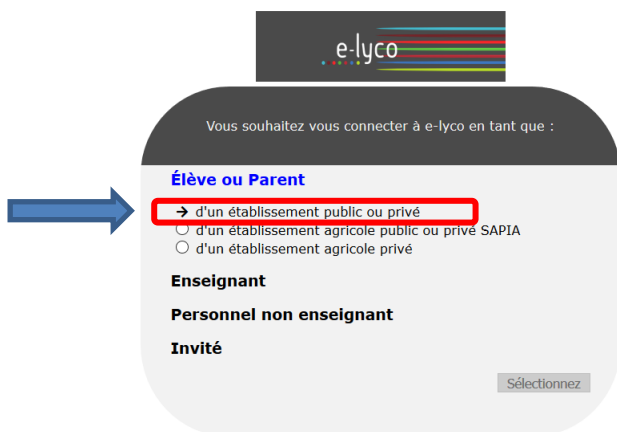 e-lyco
Vous souhaitez vous connecter à e-lyco en tant que :
Élève ou Parent
→ d'un établissement public ou privé
d'un établissement agricole public ou privé SAPIA
d'un établissement agricole privé
Enseignant
Personnel non enseignant
Invité
Sélectionnez